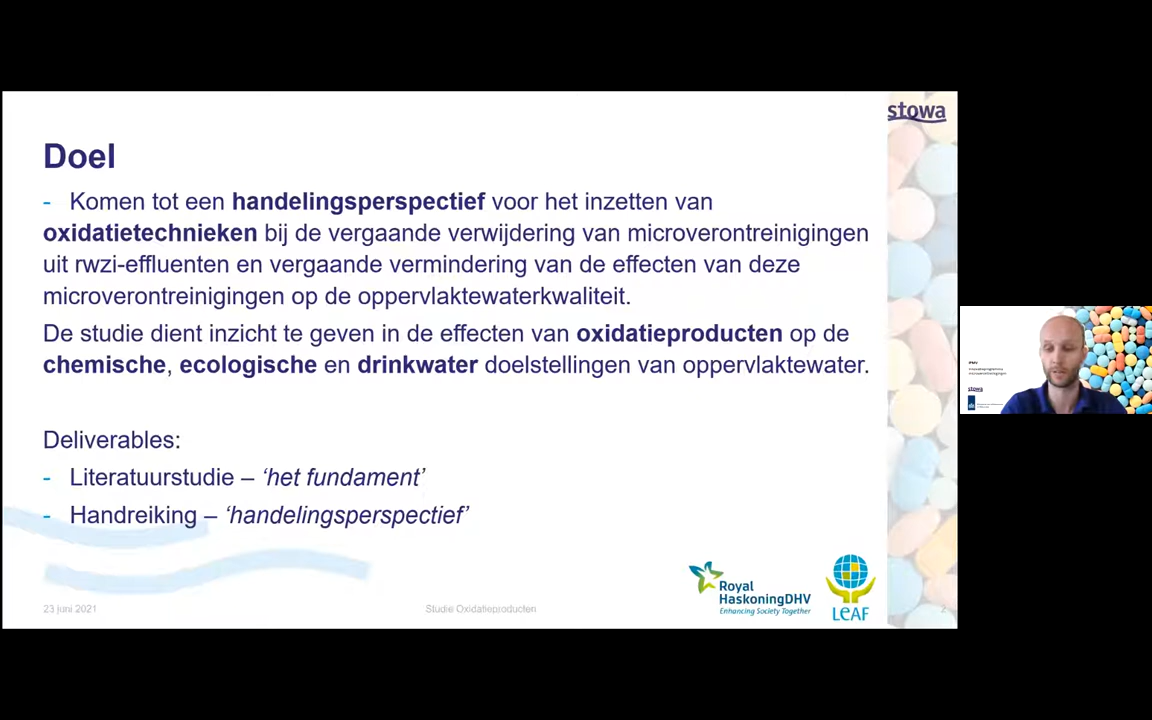 stowa
Doel
- Komen tot een handelingsperspectief voor het inzetten van
oxidatietechnieken bij de vergaande verwijdering van microverontreinigingen
uit rwzi-effluenten en vergaande vermindering van de effecten van deze
microverontreinigingen op de oppervlaktewaterkwaliteit.
De studie dient inzicht te geven in de effecten van oxidatieproducten op de
chemische, ecologische en drinkwater doelstellingen van oppervlaktewater.
Deliverables:
- Literatuurstudie – ‘het fundament’
- Handreiking – ‘handelingsperspectief’
Royal
HaskoningDHV
Enhancing Society Together
LEAF
23 juni 2021
Studie Oxidatieproducten
2
stowa